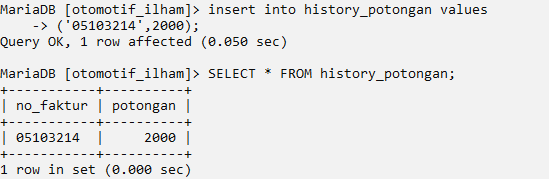 MariaDB [otomotif_ilham]> insert into history_potongan values
    -> ('05103214',2000);
Query OK, 1 row affected (0.050 sec)

MariaDB [otomotif_ilham]> SELECT * FROM history_potongan;
+-----------+----------+
| no_faktur | potongan |
+-----------+----------+
| 05103214  |     2000 |
+-----------+----------+
1 row in set (0.000 sec)